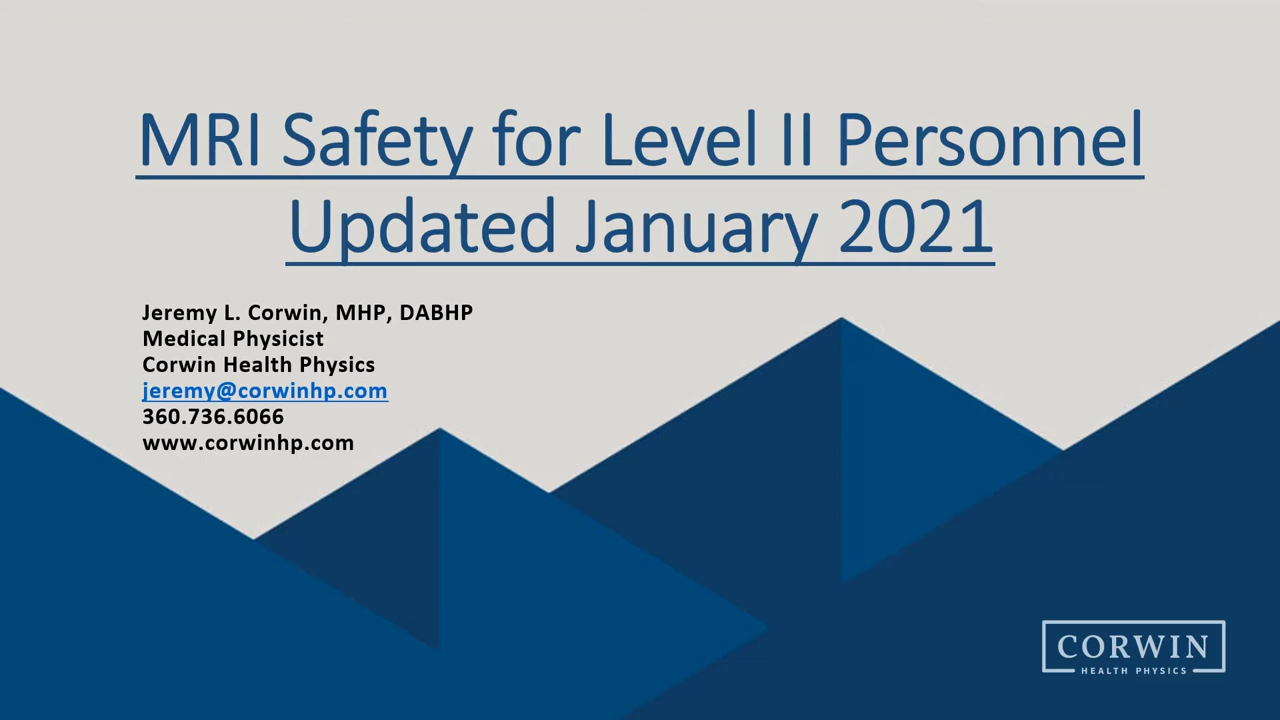 MRI Safety for Level II Personnel
Updated January 2021
Jeremy L. Corwin, MHP, DABHP
Medical Physicist
Corwin Health Physics
jeremy@corwinhp.com
360.736.6066
www.corwinhp.com
CORWIN
HEALTH PHYSICS